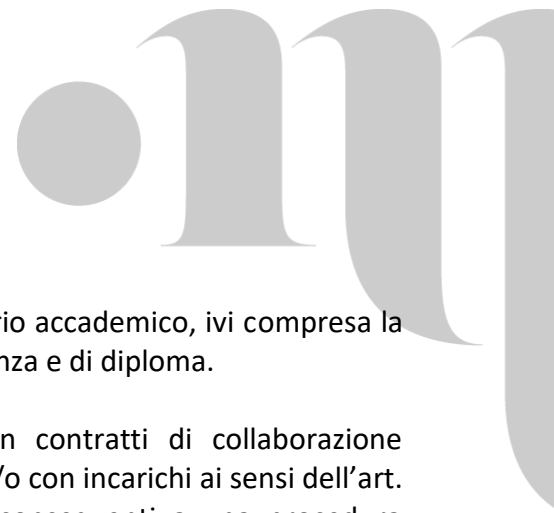 rio accademico, ivi compresa la
nza e di diploma.
n contratti di collaborazione
/o con incarichi ai sensi dell’art.